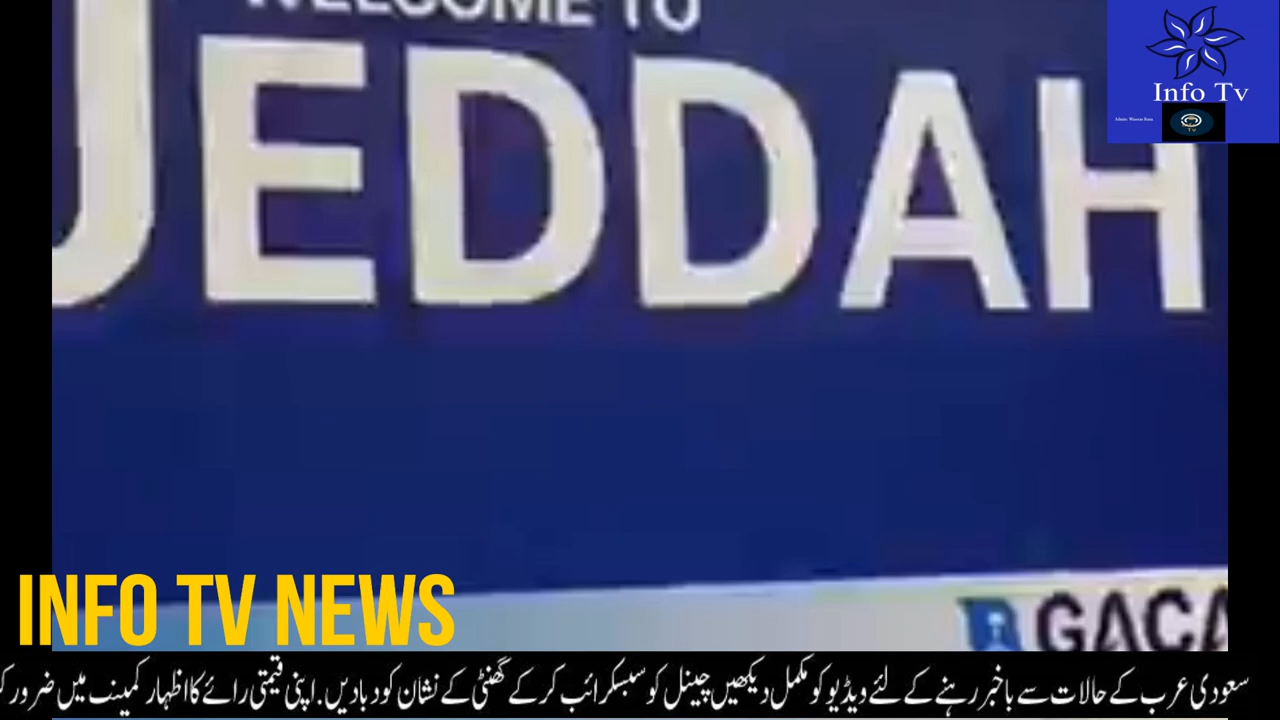 WELCOME TO
JEDDAH
Info Tv
Tv
GACA
INFO TV NEWS
سعودی عرب کے حالات سے باخبر رہنے کے لئے ویڈیو کو مکمل دیکھیں چینل کو سبسکرائب کر کے گھنٹی کے نشان کو دبا دیں. اپنی قیمتی رائے کا اظہار کمینٹ میں ضرور